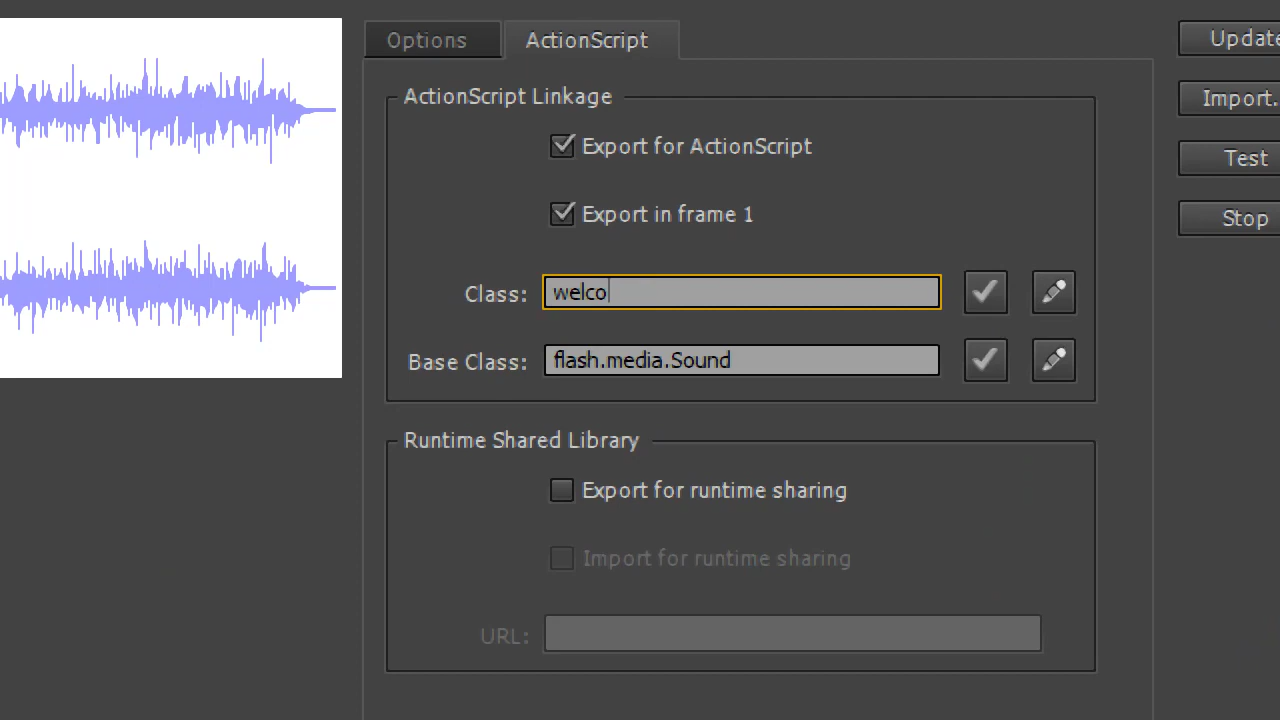 Options
ActionScript
Update
Import.
Test
Stop
ActionScript Linkage
Export for ActionScript
Export in frame 1
Class: welco
Base Class: flash.media.Sound
Runtime Shared Library
Export for runtime sharing
Import for runtime sharing
URL: